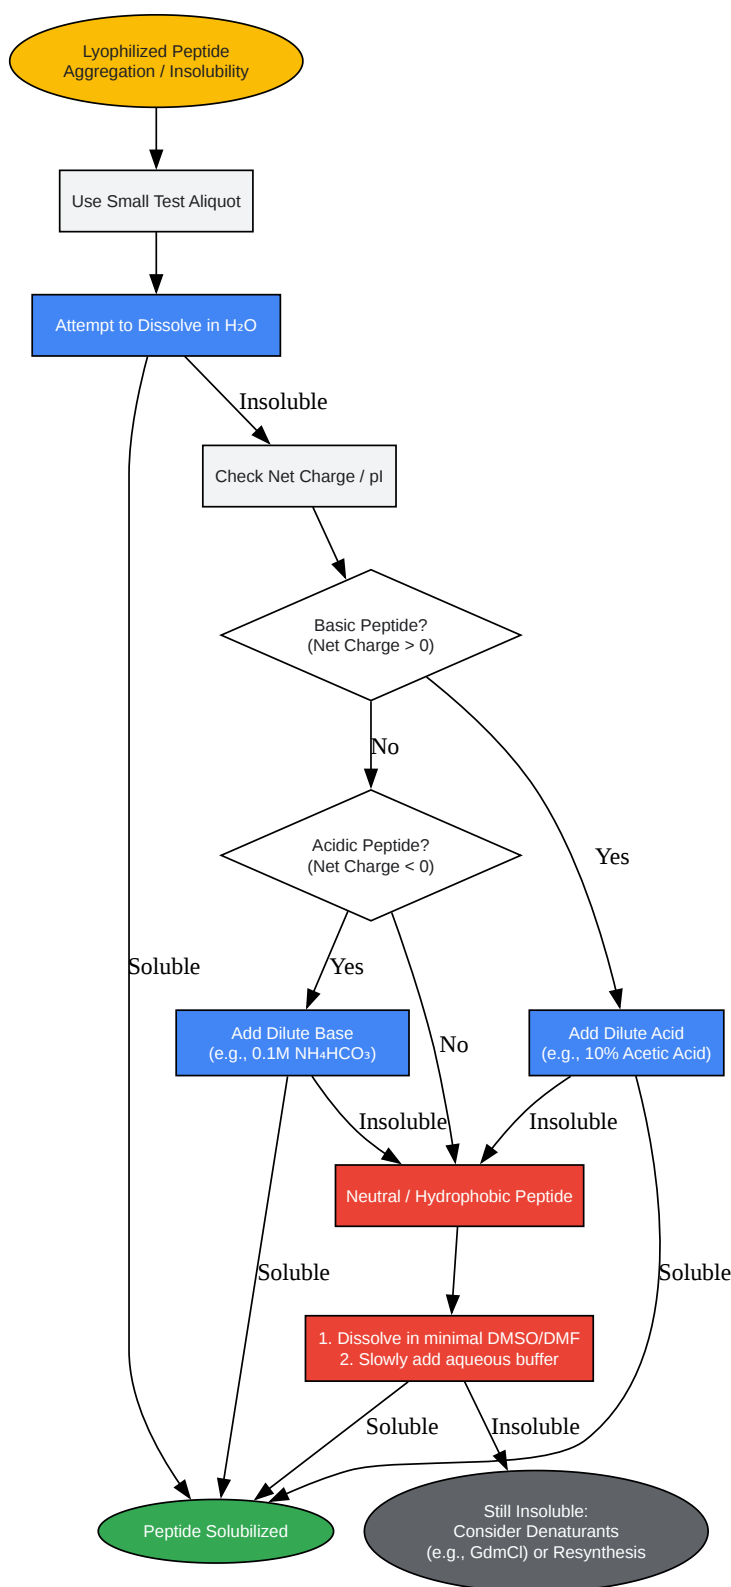 Lyophilized Peptide
Aggregation / Insolubility
Use Small Test Aliquot
Attempt to Dissolve in H₂O
Insoluble
Check Net Charge / pI
Basic Peptide?
(Net Charge > 0)
No
Acidic Peptide?
(Net Charge < 0)
Yes
Soluble
Yes
Add Dilute Base
(e.g., 0.1M NH₄HCO₃)
No
Add Dilute Acid
(e.g., 10% Acetic Acid)
Insoluble
Insoluble
Neutral / Hydrophobic Peptide
Soluble
Soluble
1. Dissolve in minimal DMSO/DMF
2. Slowly add aqueous buffer
Soluble
Insoluble
Peptide Solubilized
Still Insoluble:
Consider Denaturants
(e.g., GdmCl) or Resynthesis